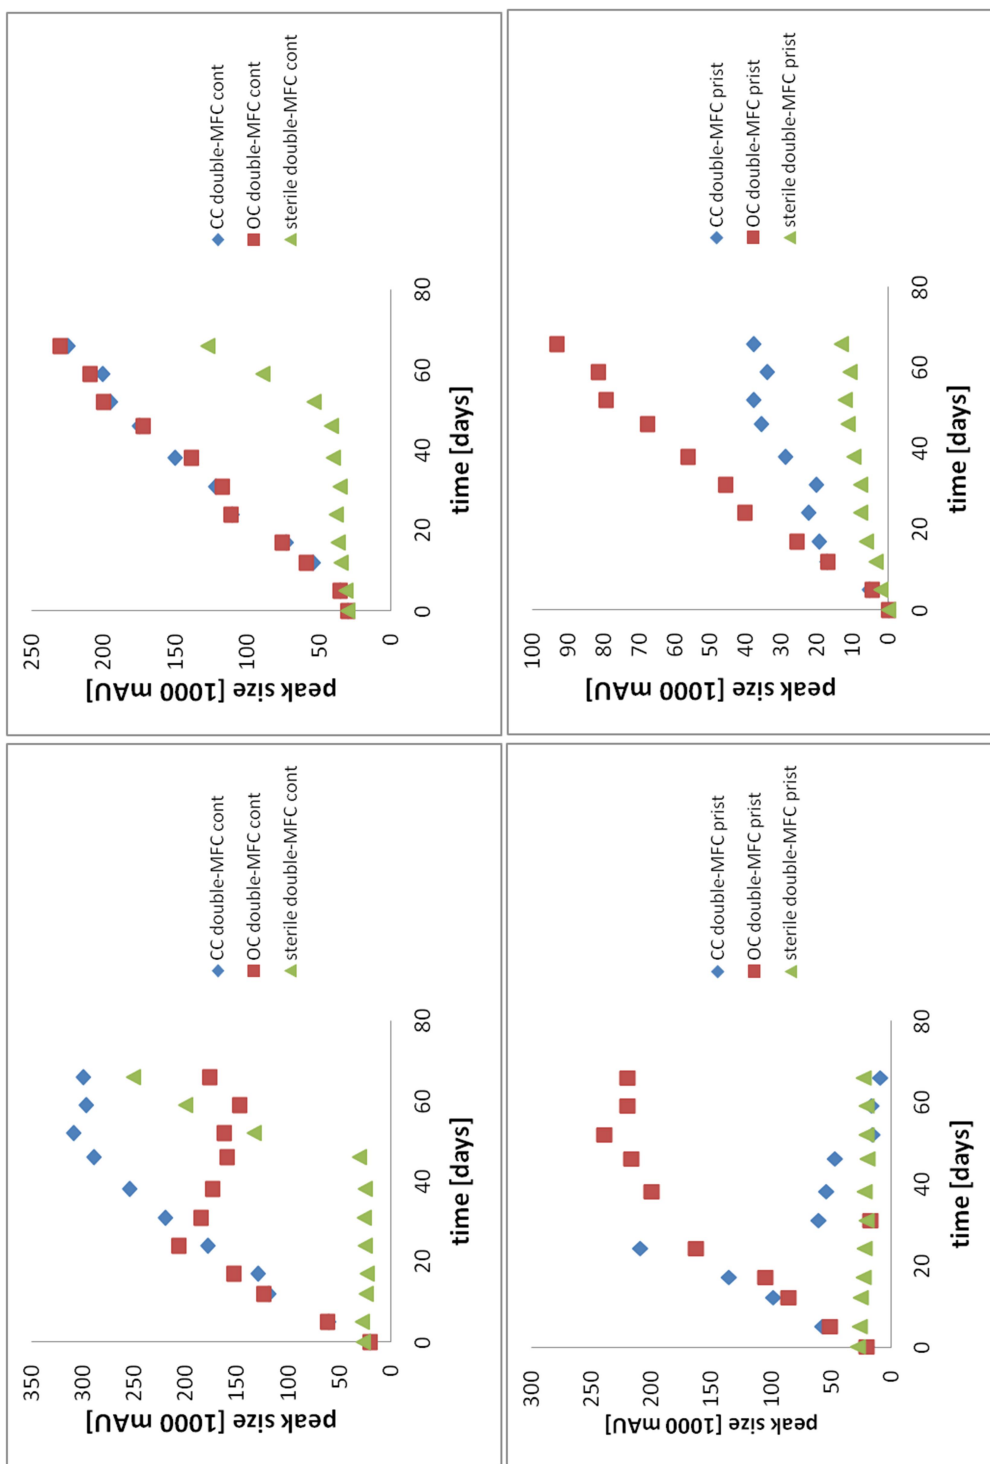 350
300
250
200
150
100
50
0
peak size [1000 mAU]
0
20
40
60
80
time [days]
CC double-MFC cont
OC double-MFC cont
sterile double-MFC cont
250
200
150
100
50
0
peak size [1000 mAU]
0
20
40
60
80
time [days]
CC double-MFC cont
OC double-MFC cont
sterile double-MFC cont
300
250
200
150
100
50
0
peak size [1000 mAU]
0
20
40
60
80
time [days]
CC double-MFC prist
OC double-MFC prist
sterile double-MFC prist
100
90
80
70
60
50
40
30
20
10
0
peak size [1000 mAU]
0
20
40
60
80
time [days]
CC double-MFC prist
OC double-MFC prist
sterile double-MFC prist